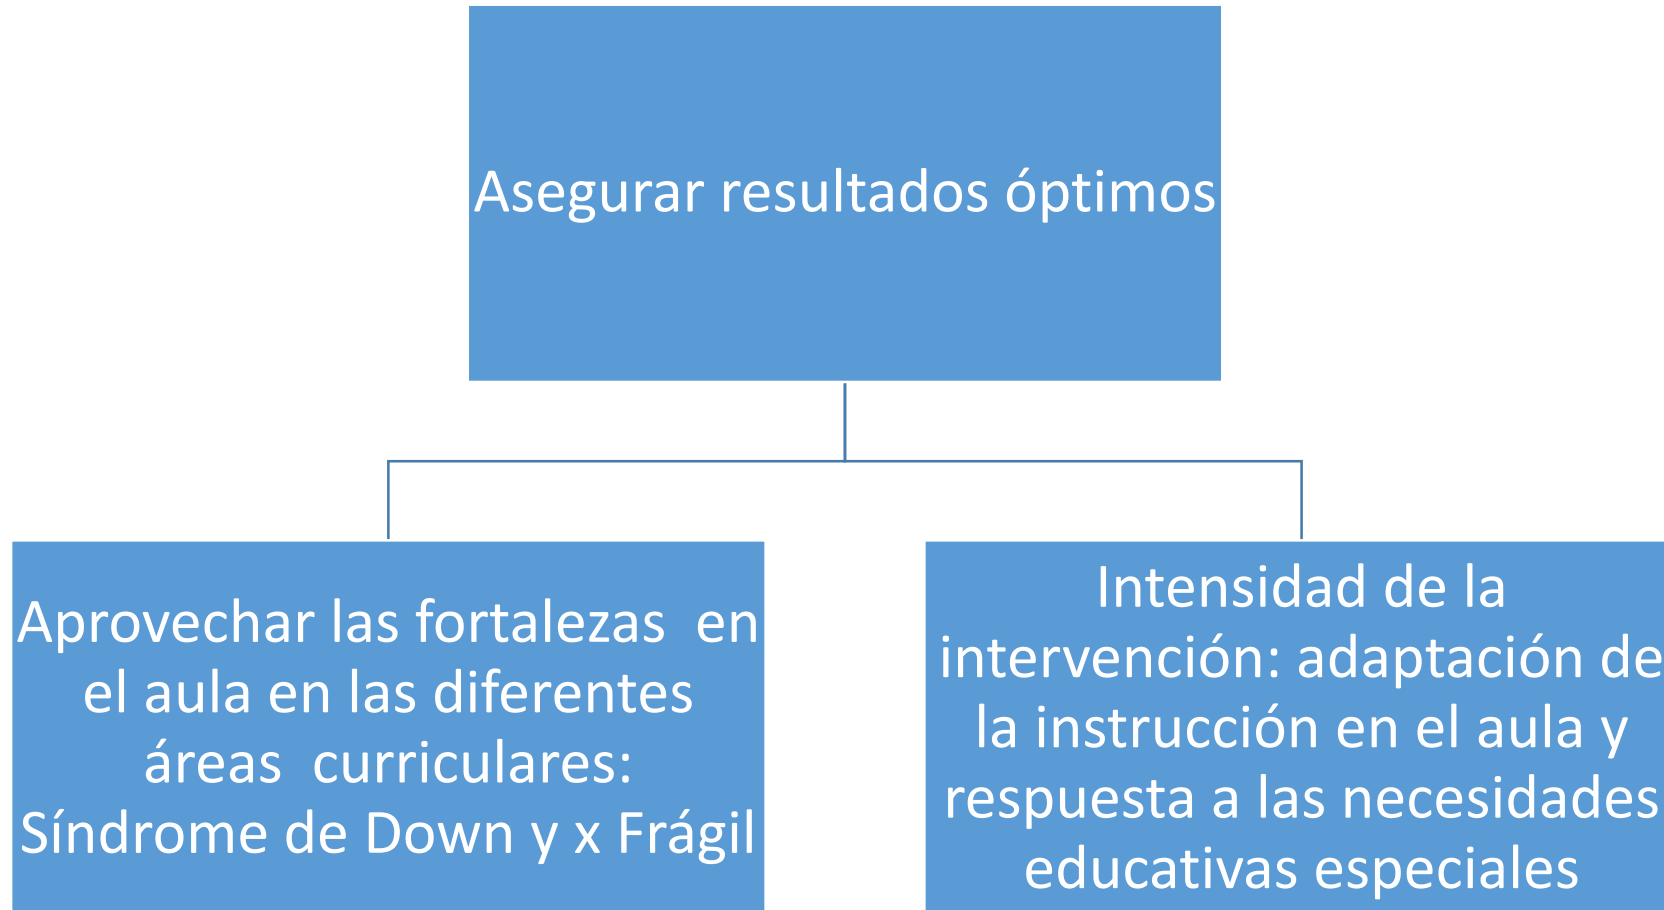 Asegurar resultados óptimos
Aprovechar las fortalezas en
el aula en las diferentes
áreas curriculares:
Síndrome de Down y x Frágil
Intensidad de la
intervención: adaptación de
la instrucción en el aula y
respuesta a las necesidades
educativas especiales